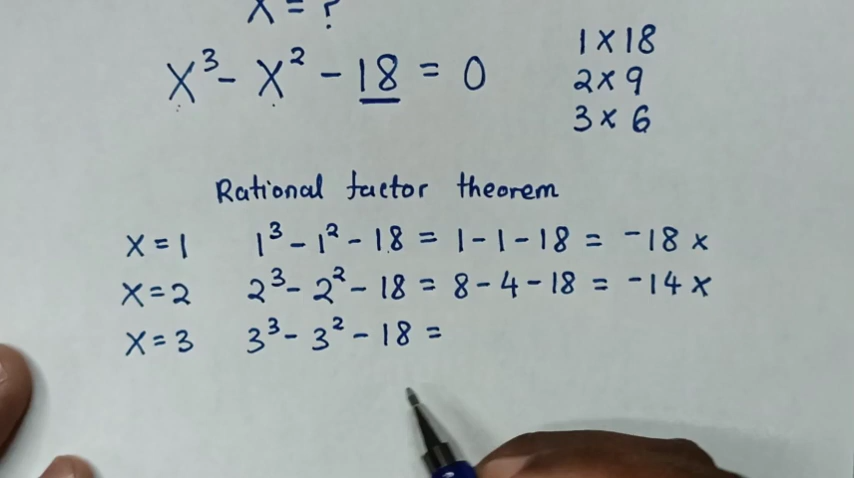 X = ?
X³ - X² - 18 = 0
1 X 18
2 X 9
3 X 6
Rational factor theorem
X = 1 1³ - 1² - 18 = 1 - 1 - 18 = -18 x
X = 2 2³ - 2² - 18 = 8 - 4 - 18 = -14 x
X = 3 3³ - 3² - 18 =